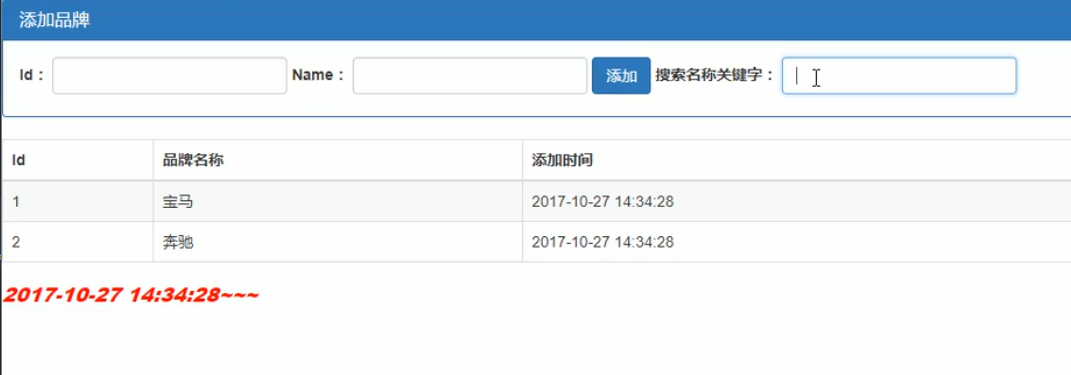 添加品牌
Id： Name： 添加 搜索名称关键字：
Id 品牌名称 添加时间
1 宝马 2017-10-27 14:34:28
2 奔驰 2017-10-27 14:34:28
2017-10-27 14:34:28~~~